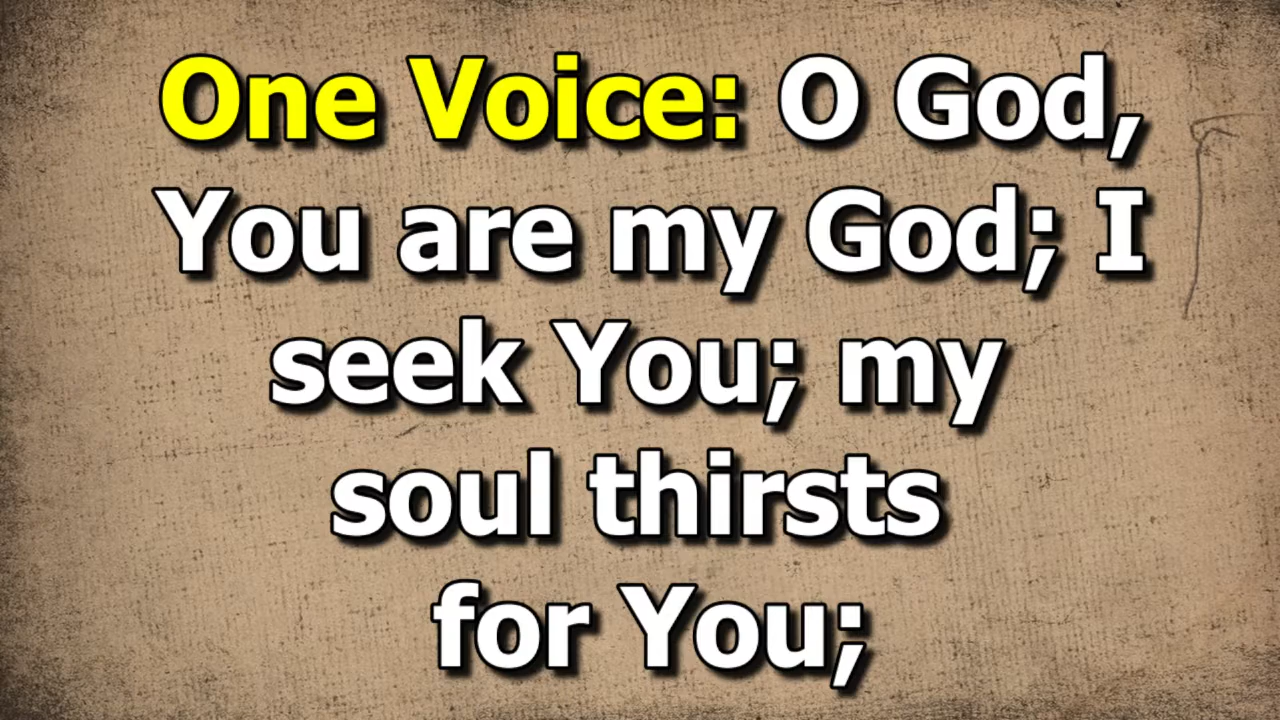 One Voice: O God,
You are my God; I
seek You; my
soul thirsts
for You;